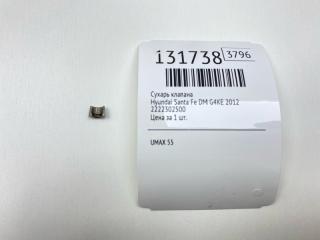 131738 3796
Сухарь клапана
Hyundai Santa Fe DM G4KE 2012
2222302500
Цена за 1 шт.
UMAX 55